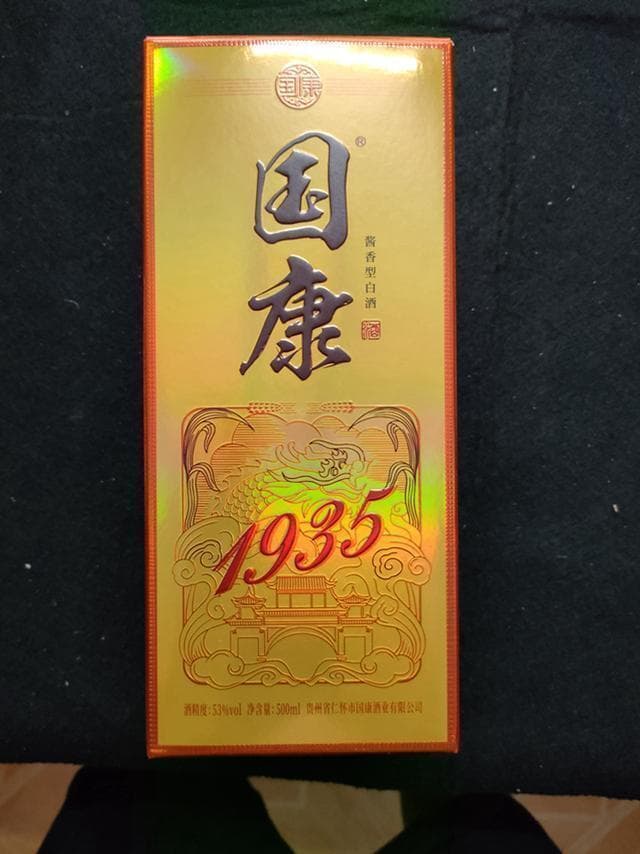 国康
国康
®
酱香型白酒
1935
酒精度:53%vol 净含量:500ml 贵州省仁怀市国康酒业有限公司